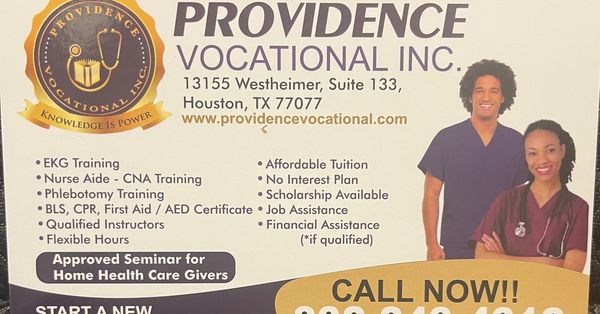 PROVIDENCE
VOCATIONAL INC.
KNOWLEDGE IS POWER
PROVIDENCE
VOCATIONAL INC.
13155 Westheimer, Suite 133,
Houston, TX 77077
www.providencevocational.com
• EKG Training
• Nurse Aide - CNA Training
• Phlebotomy Training
• BLS, CPR, First Aid / AED Certificate
• Qualified Instructors
• Flexible Hours
• Affordable Tuition
• No Interest Plan
• Scholarship Available
• Job Assistance
• Financial Assistance
(*if qualified)
Approved Seminar for
Home Health Care Givers
START A NEW
CALL NOW!!